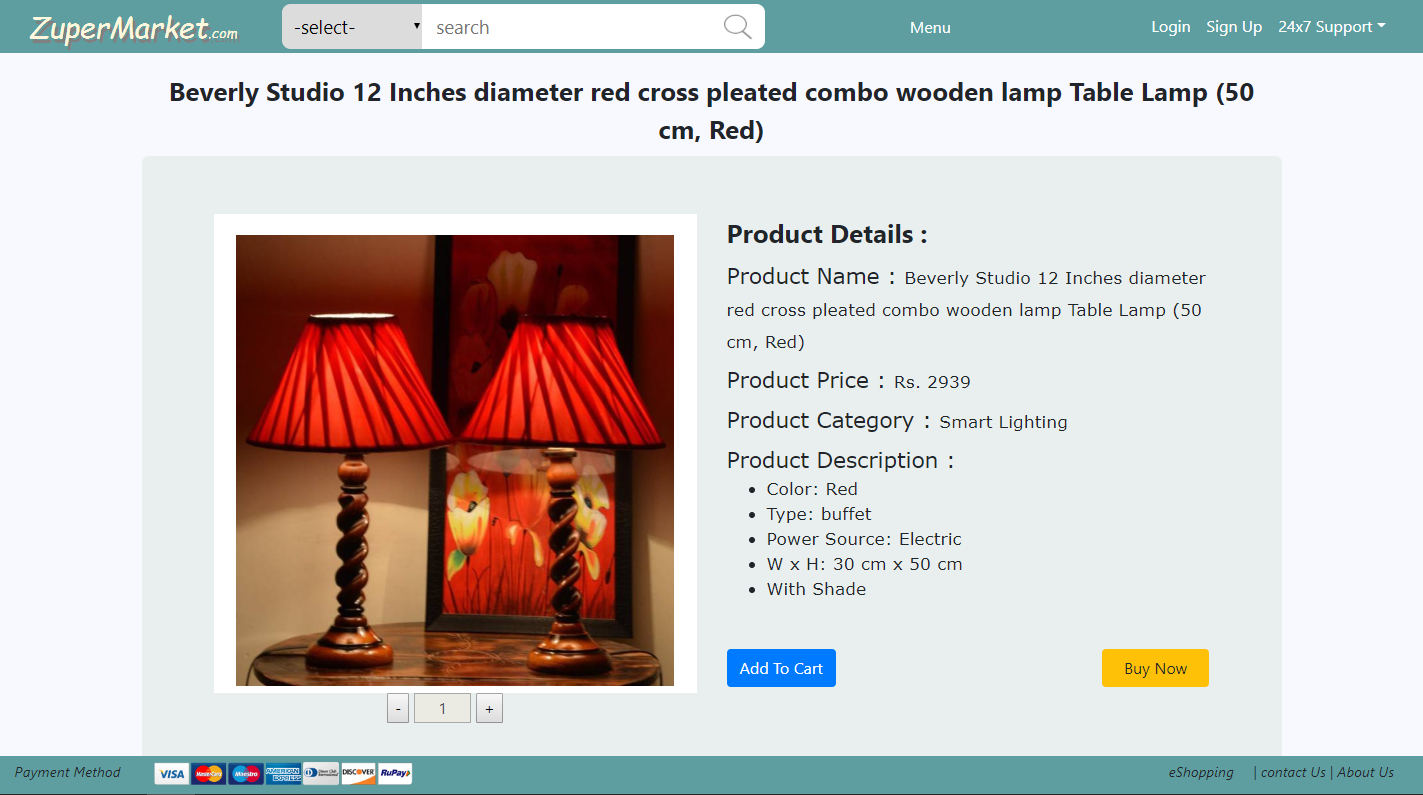 ZuperMarket.com -select- search Menu Login Sign Up 24x7 Support
Beverly Studio 12 Inches diameter red cross pleated combo wooden lamp Table Lamp (50
cm, Red)
Product Details :
Product Name : Beverly Studio 12 Inches diameter
red cross pleated combo wooden lamp Table Lamp (50
cm, Red)
Product Price : Rs. 2939
Product Category : Smart Lighting
Product Description :
Color: Red
Type: buffet
Power Source: Electric
W x H: 30 cm x 50 cm
With Shade
Add To Cart Buy Now
- 1 +
Payment Method VISA MasterCard Maestro AMERICAN EXPRESS Diners Club International DISCOVER RuPay eShopping | contact Us | About Us